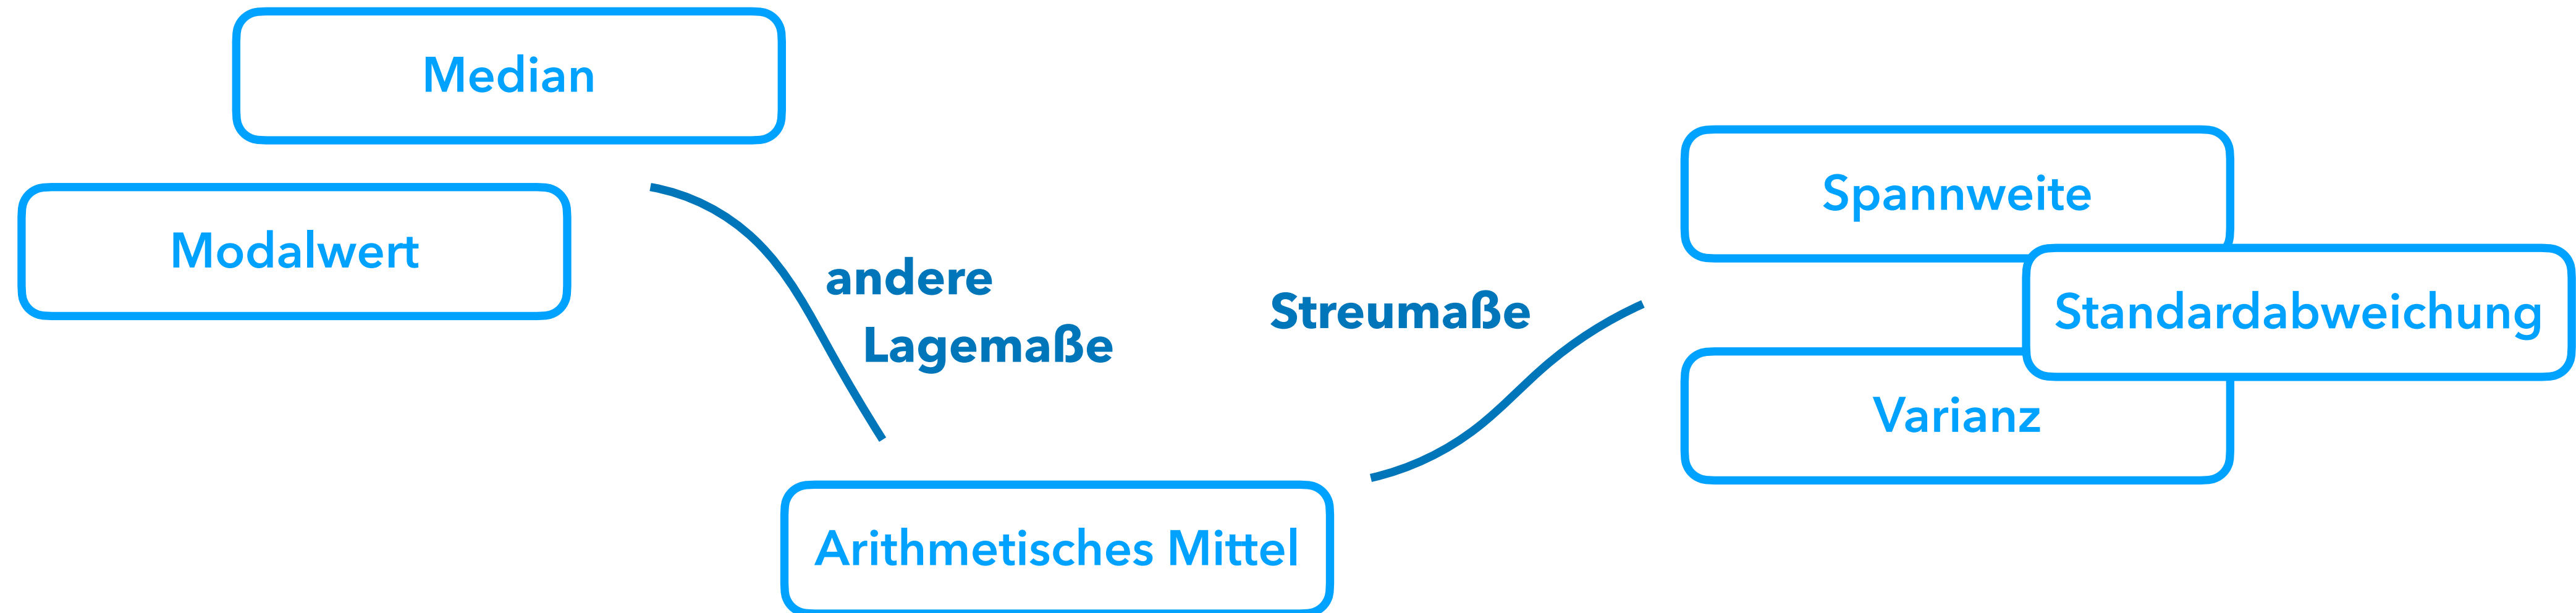 Median
Modalwert
andere
Lagemaße
Streumaße
Spannweite
Standardabweichung
Varianz
Arithmetisches Mittel